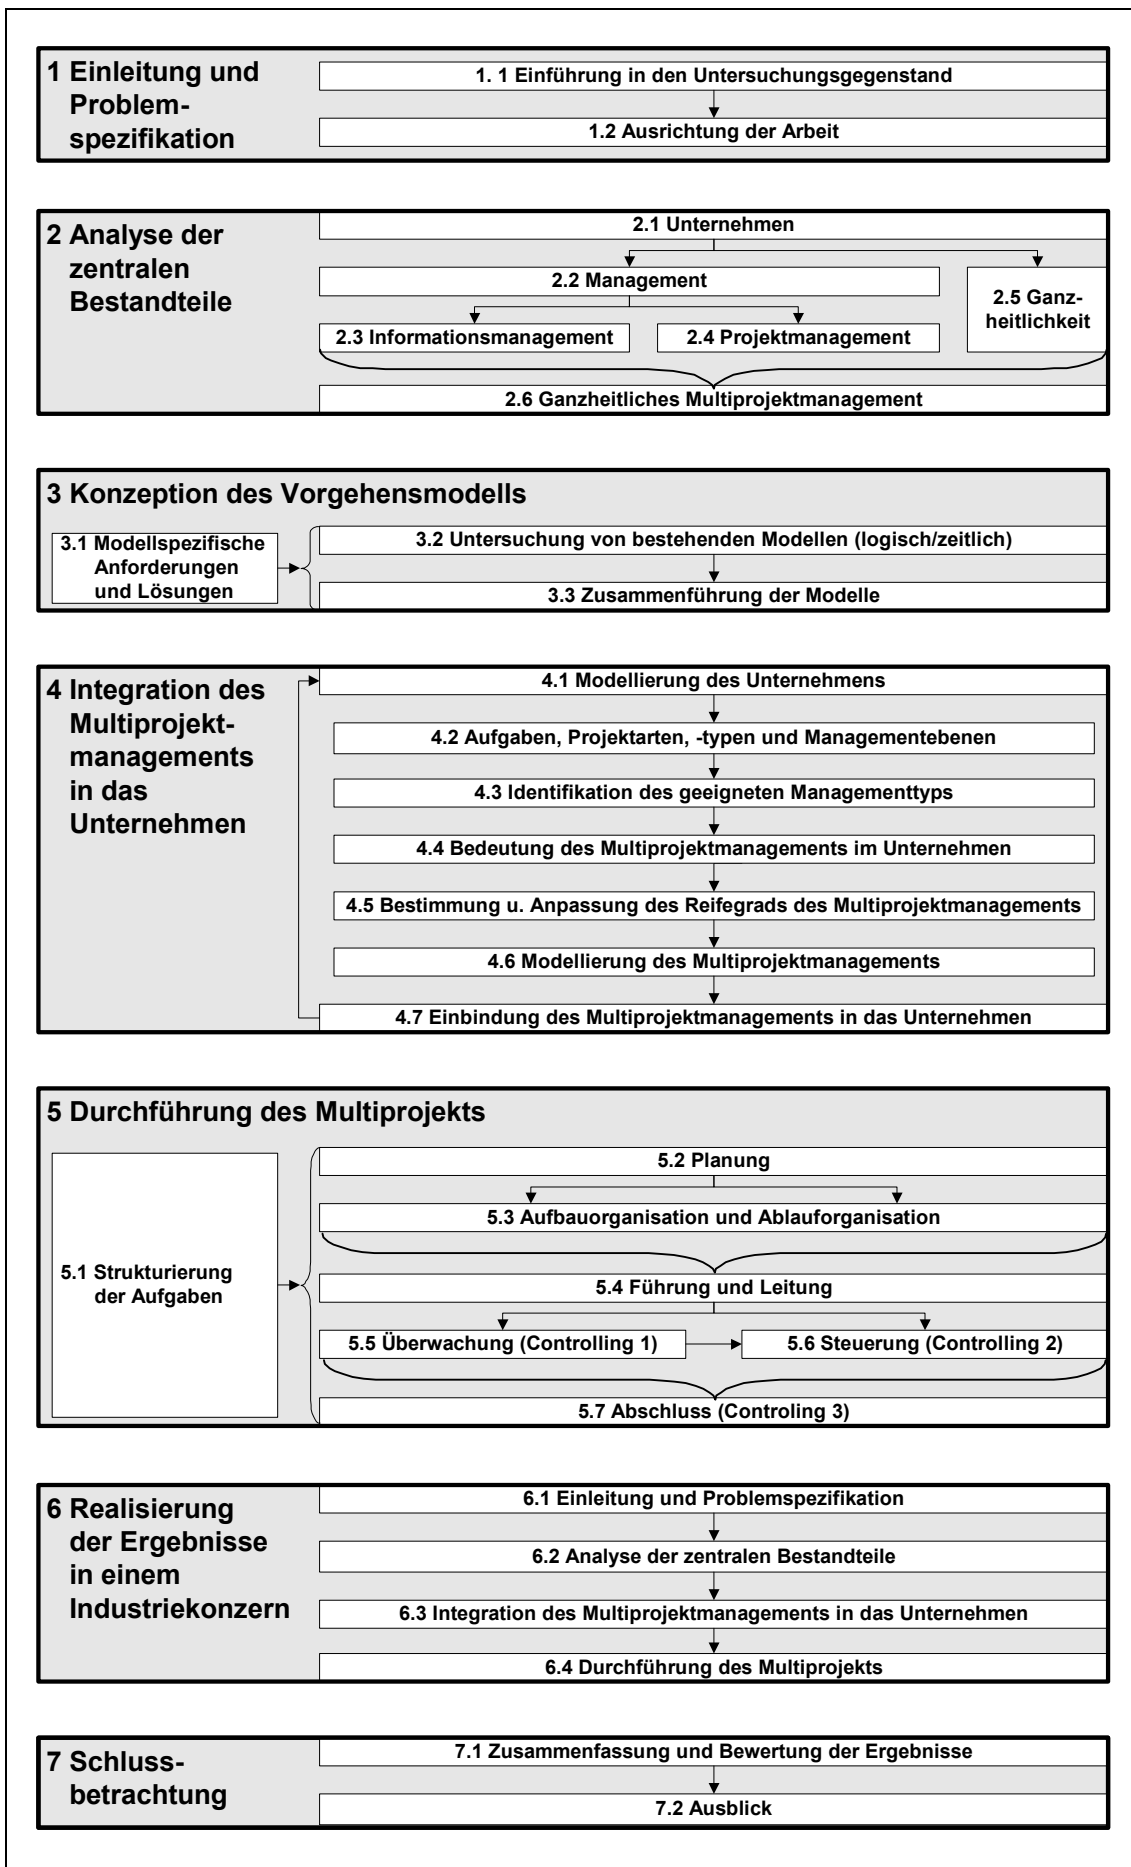 1 Einleitung und
Problem-
spezifikation
1. 1 Einführung in den Untersuchungsgegenstand
1.2 Ausrichtung der Arbeit
2 Analyse der
zentralen
Bestandteile
2.1 Unternehmen
2.2 Management
2.3 Informationsmanagement
2.4 Projektmanagement
2.5 Ganz-
heitlichkeit
2.6 Ganzheitliches Multiprojektmanagement
3 Konzeption des Vorgehensmodells
3.1 Modellspezifische
Anforderungen
und Lösungen
3.2 Untersuchung von bestehenden Modellen (logisch/zeitlich)
3.3 Zusammenführung der Modelle
4 Integration des
Multiprojekt-
managements
in das
Unternehmen
4.1 Modellierung des Unternehmens
4.2 Aufgaben, Projektarten, -typen und Managementebenen
4.3 Identifikation des geeigneten Managementtyps
4.4 Bedeutung des Multiprojektmanagements im Unternehmen
4.5 Bestimmung u. Anpassung des Reifegrads des Multiprojektmanagements
4.6 Modellierung des Multiprojektmanagements
4.7 Einbindung des Multiprojektmanagements in das Unternehmen
5 Durchführung des Multiprojekts
5.1 Strukturierung
der Aufgaben
5.2 Planung
5.3 Aufbauorganisation und Ablauforganisation
5.4 Führung und Leitung
5.5 Überwachung (Controlling 1)
5.6 Steuerung (Controlling 2)
5.7 Abschluss (Controling 3)
6 Realisierung
der Ergebnisse
in einem
Industriekonzern
6.1 Einleitung und Problemspezifikation
6.2 Analyse der zentralen Bestandteile
6.3 Integration des Multiprojektmanagements in das Unternehmen
6.4 Durchführung des Multiprojekts
7 Schluss-
betrachtung
7.1 Zusammenfassung und Bewertung der Ergebnisse
7.2 Ausblick